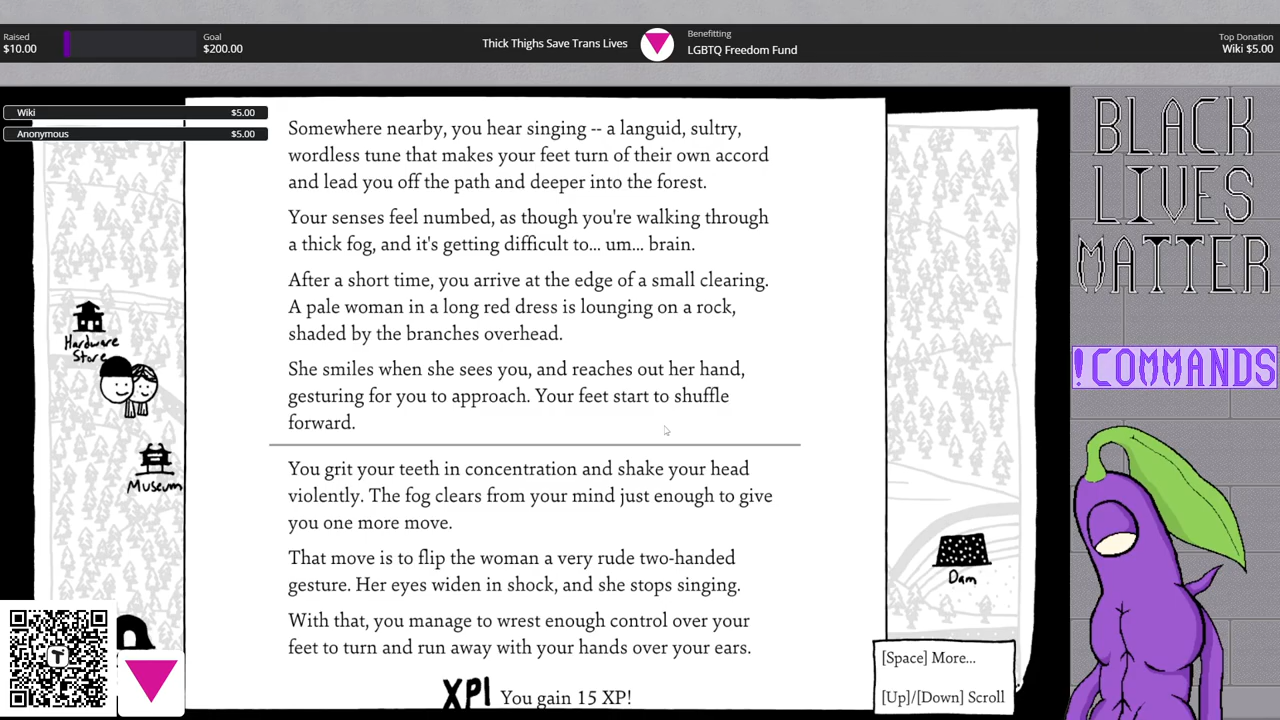 Raised
$10.00
Goal
$200.00
Thick Thighs Save Trans Lives
Benefitting
LGBTQ Freedom Fund
Top Donation
Wiki $5.00
Wiki $5.00
Anonymous $5.00
Somewhere nearby, you hear singing -- a languid, sultry,
wordless tune that makes your feet turn of their own accord
and lead you off the path and deeper into the forest.
Your senses feel numbed, as though you're walking through
a thick fog, and it's getting difficult to... um... brain.
After a short time, you arrive at the edge of a small clearing.
A pale woman in a long red dress is lounging on a rock,
shaded by the branches overhead.
She smiles when she sees you, and reaches out her hand,
gesturing for you to approach. Your feet start to shuffle
forward.
You grit your teeth in concentration and shake your head
violently. The fog clears from your mind just enough to give
you one more move.
That move is to flip the woman a very rude two-handed
gesture. Her eyes widen in shock, and she stops singing.
With that, you manage to wrest enough control over your
feet to turn and run away with your hands over your ears.
XP! You gain 15 XP!
Hardware
Store
Museum
Dam
[Space] More...
[Up]/[Down] Scroll
BLACK
LIVES
MATTER
!COMMANDS